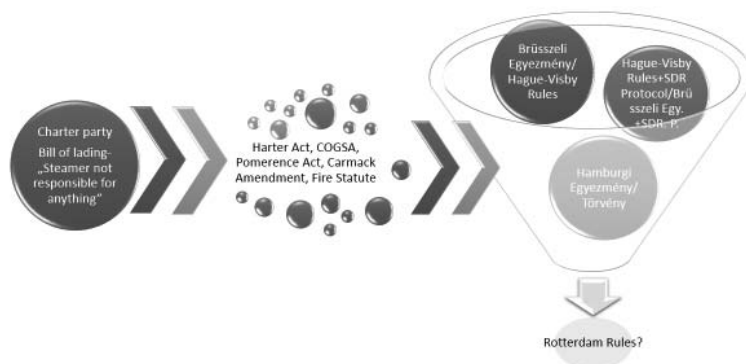 Charter party
Bill of lading-
„Steamer not
responsible for
anything“
Harter Act, COGSA,
Pomerence Act, Carmack
Amendment, Fire Statute
Brüsszeli
Egyezmény/
Hague-Visby
Rules
Hague-Visby
Rules+SDR
Protocol/Brü
sszeli Egy.
+SDR. P.
Hamburgi
Egyezmény/
Törvény
Rotterdam Rules?